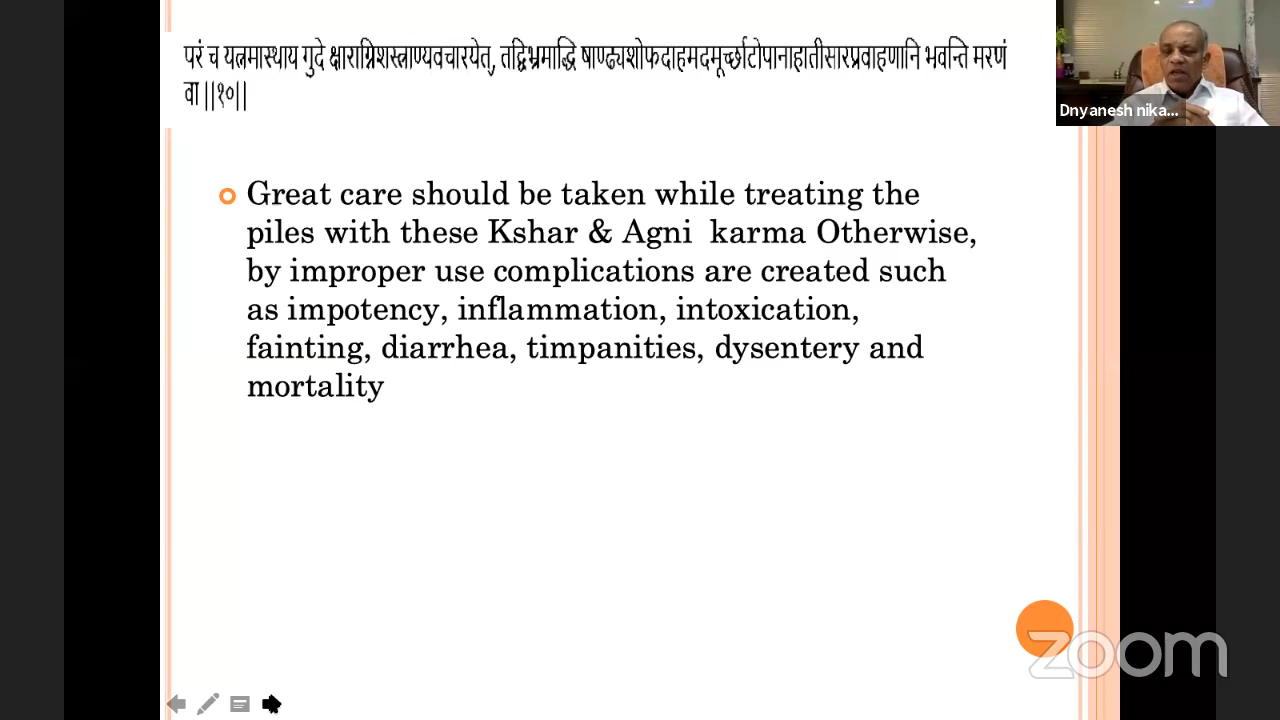 परं च यत्नमास्थाय गुदे क्षाराग्निशस्त्राण्यवचारयेत्, तद्विभ्रमाद्धि षाण्ढ्यशोफदाहमदमूर्च्छाटोपानाहातीसारप्रवाहणानि भवन्ति मरणं
वा ||१०||
Dnyanesh nika...
Great care should be taken while treating the
piles with these Kshar & Agni karma Otherwise,
by improper use complications are created such
as impotency, inflammation, intoxication,
fainting, diarrhea, timpanities, dysentery and
mortality
zoom